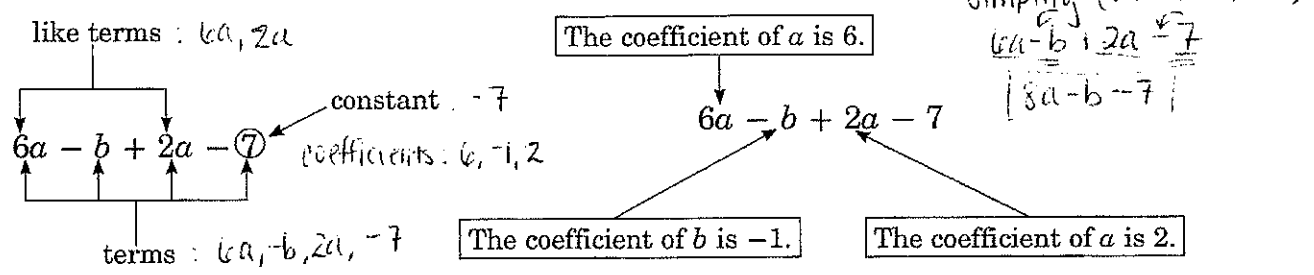 like terms : 6a, 2a
constant . -7
6a − b + 2a − 7
coefficients : 6, -1, 2
terms : 6a, -b, 2a, -7
The coefficient of a is 6.
6a − b + 2a − 7
The coefficient of b is −1.
The coefficient of a is 2.
6a - b + 2a - 7
8a - b - 7